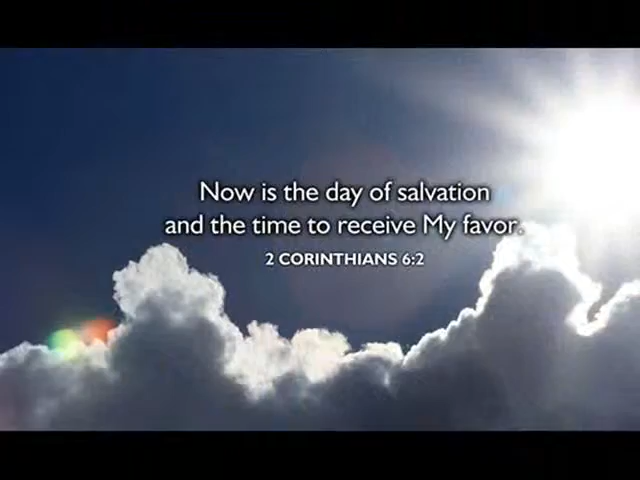 Now is the day of salvation
and the time to receive My favor.
2 CORINTHIANS 6:2